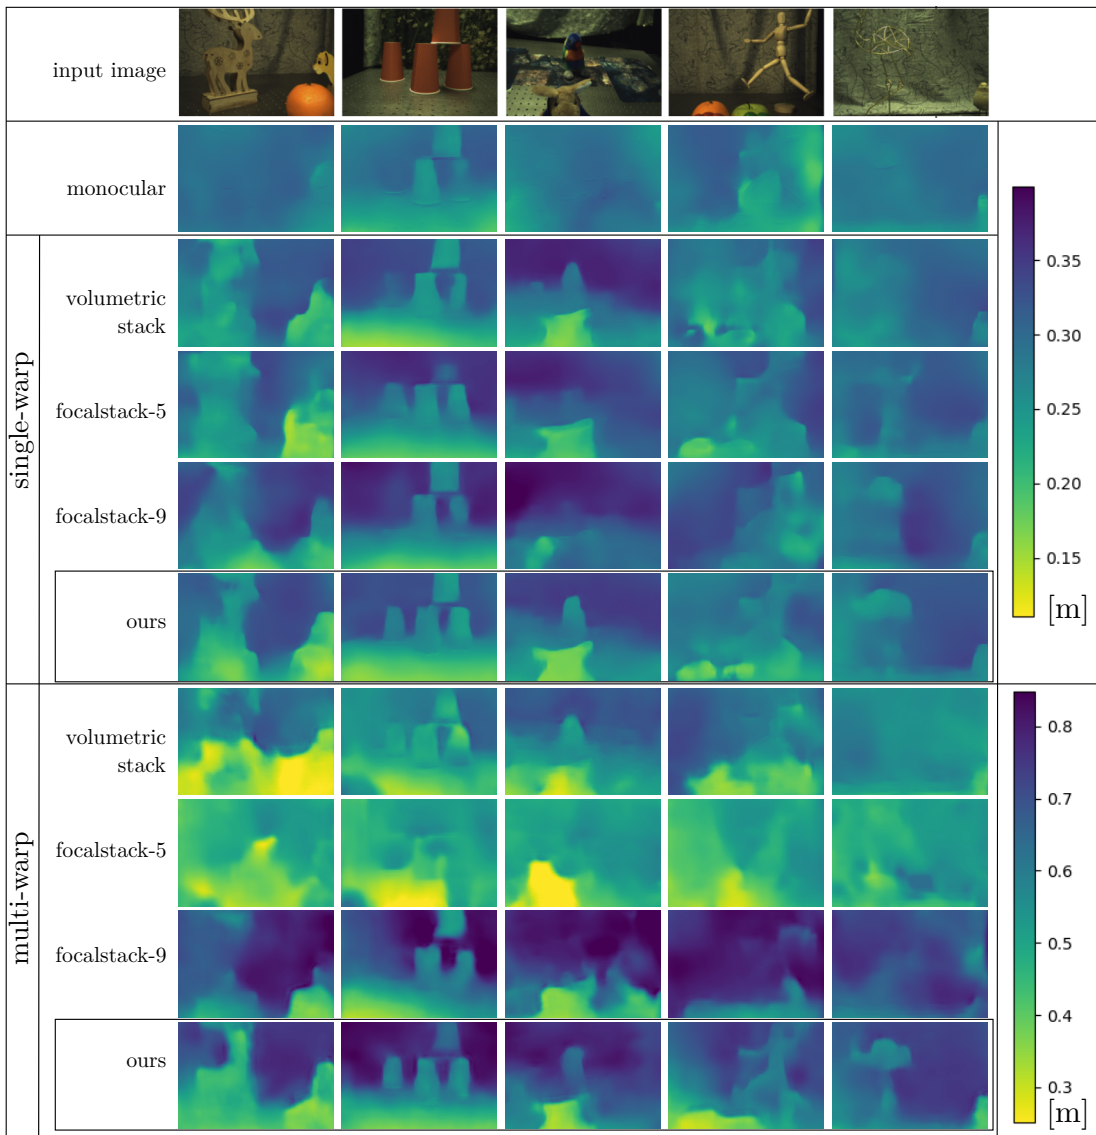 input image
monocular
single-warp
volumetric
stack
focalstack-5
focalstack-9
ours
0.35
0.30
0.25
0.20
0.15
[m]
multi-warp
volumetric
stack
focalstack-5
focalstack-9
ours
0.8
0.7
0.6
0.5
0.4
0.3
[m]